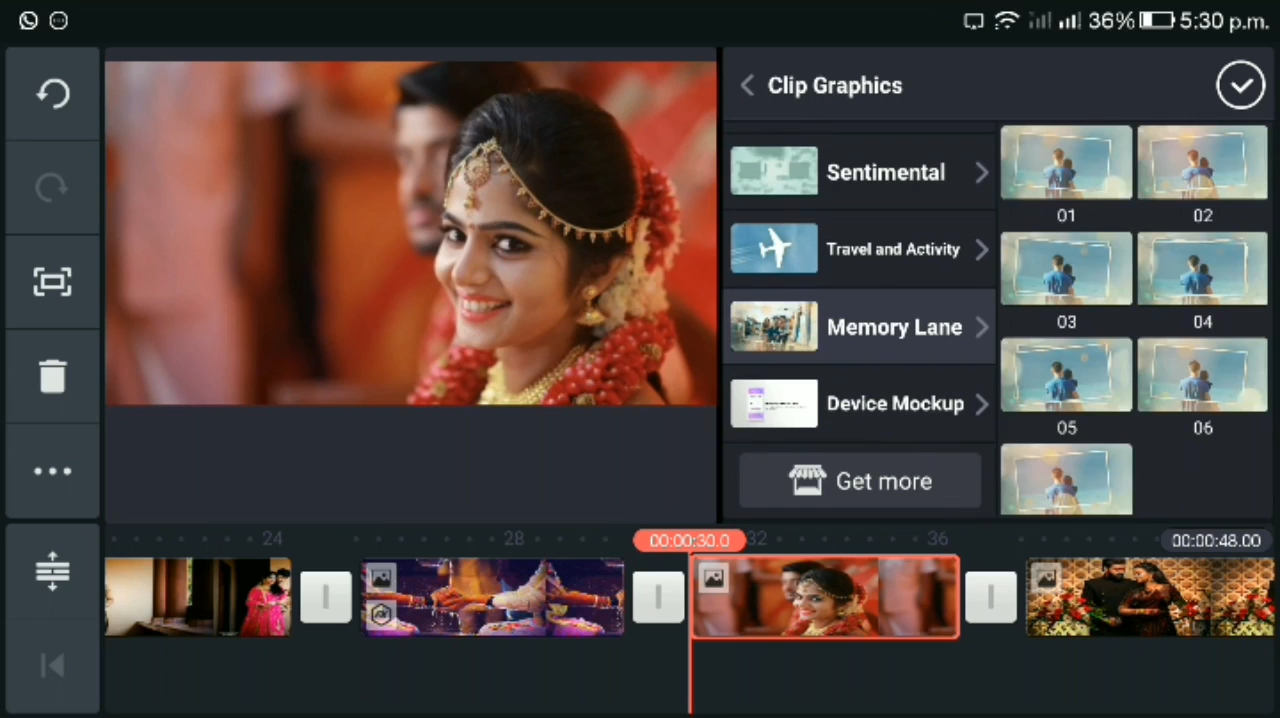 36% 5:30 p.m.
Clip Graphics
Sentimental
Travel and Activity
Memory Lane
Device Mockup
Get more
01 02
03 04
05 06
24 28 00:00:30.0 32 36 00:00:48.00